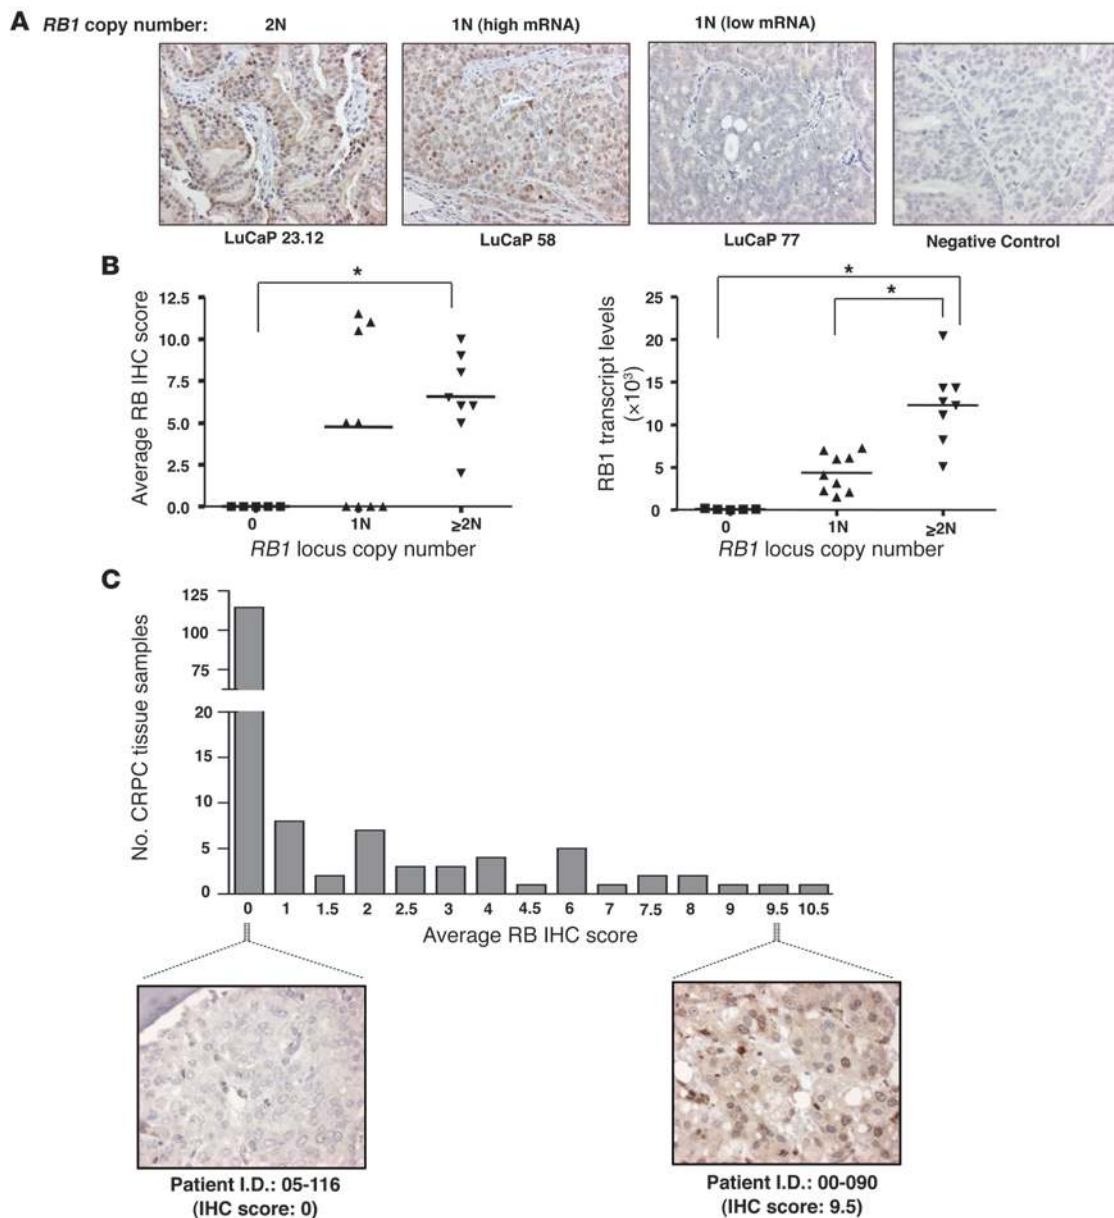 A RB1 copy number: 2N 1N (high mRNA) 1N (low mRNA)
LuCaP 23.12 LuCaP 58 LuCaP 77 Negative Control
B
Average RB IHC score
12.5
10.0
7.5
5.0
2.5
0.0
*
0 1N ≥2N
RB1 locus copy number
RB1 transcript levels
(×10³)
25
20
15
10
5
0
*
*
0 1N ≥2N
RB1 locus copy number
C
No. CRPC tissue samples
125
100
75
20
15
10
5
0
0 1 1.5 2 2.5 3 4 4.5 6 7 7.5 8 9 9.5 10.5
Average RB IHC score
Patient I.D.: 05-116
(IHC score: 0)
Patient I.D.: 00-090
(IHC score: 9.5)